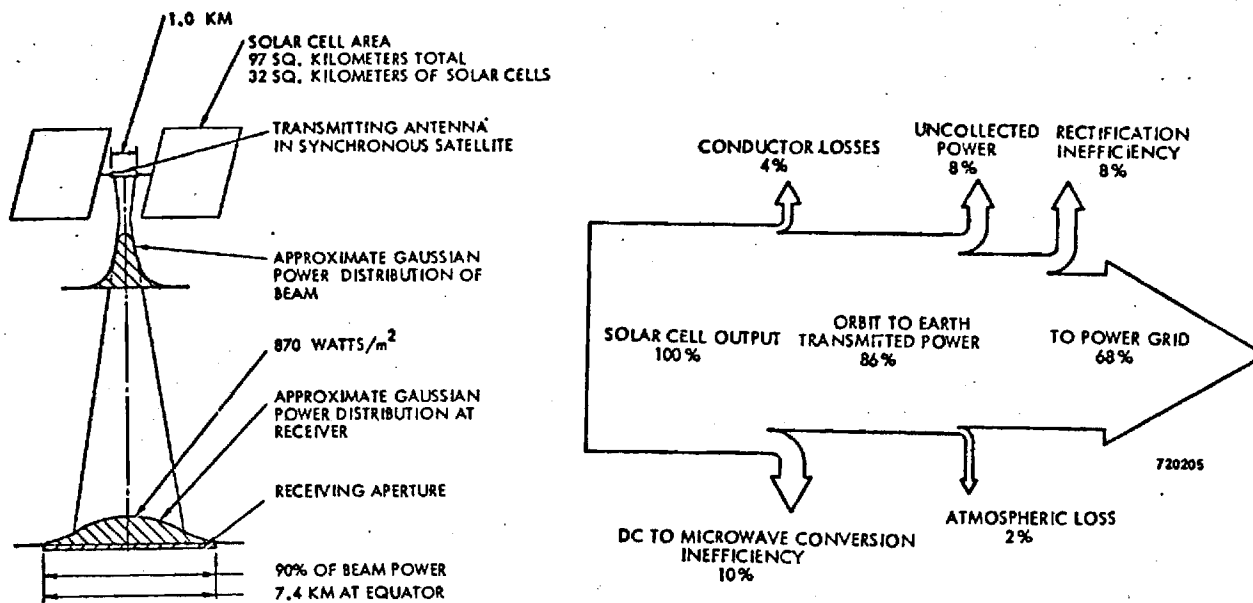 1.0 KM
SOLAR CELL AREA
97 SQ. KILOMETERS TOTAL
32 SQ. KILOMETERS OF SOLAR CELLS
TRANSMITTING ANTENNA
IN SYNCHRONOUS SATELLITE
APPROXIMATE GAUSSIAN
POWER DISTRIBUTION OF
BEAM
870 WATTS/m²
APPROXIMATE GAUSSIAN
POWER DISTRIBUTION AT
RECEIVER
RECEIVING APERTURE
90% OF BEAM POWER
7.4 KM AT EQUATOR
CONDUCTOR LOSSES
4%
UNCOLLECTED
POWER
8%
RECTIFICATION
INEFFICIENCY
8%
SOLAR CELL OUTPUT
100%
ORBIT TO EARTH
TRANSMITTED POWER
86%
TO POWER GRID
68%
DC TO MICROWAVE CONVERSION
INEFFICIENCY
10%
ATMOSPHERIC LOSS
2%
720205